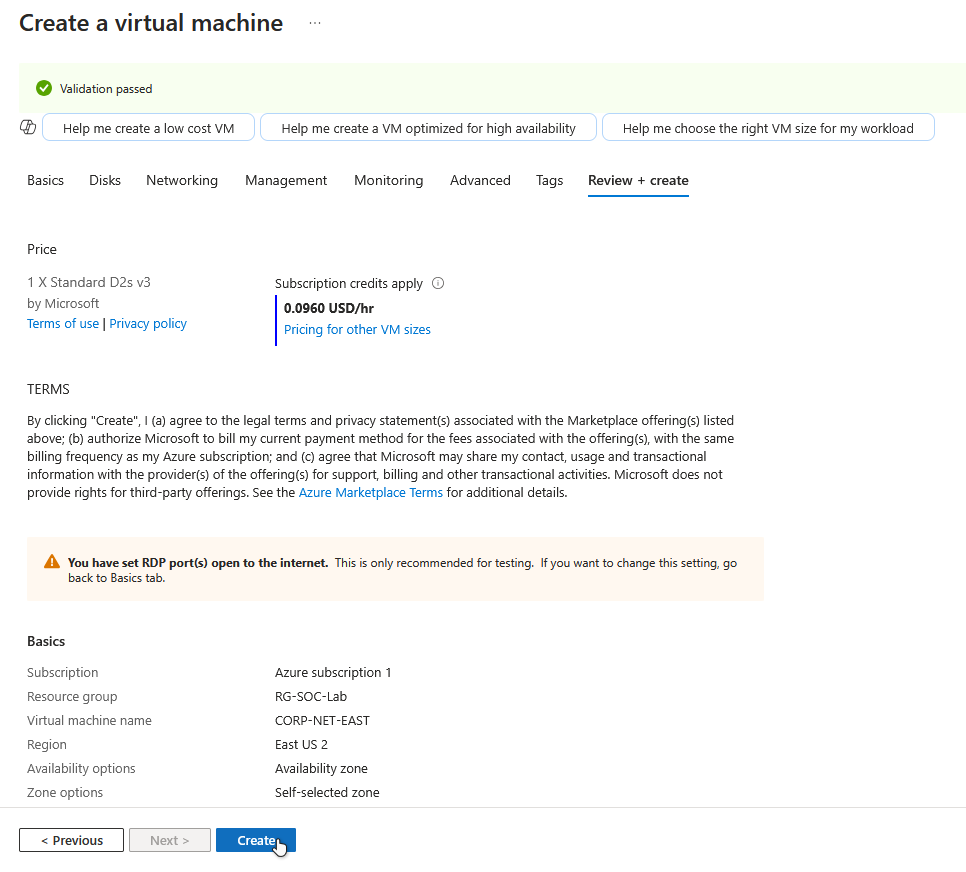 Create a virtual machine ...
Validation passed
Help me create a low cost VM
Help me create a VM optimized for high availability
Help me choose the right VM size for my workload
Basics Disks Networking Management Monitoring Advanced Tags Review + create
Price
1 X Standard D2s v3
by Microsoft
Terms of use | Privacy policy
Subscription credits apply
0.0960 USD/hr
Pricing for other VM sizes
TERMS
By clicking "Create", I (a) agree to the legal terms and privacy statement(s) associated with the Marketplace offering(s) listed
above; (b) authorize Microsoft to bill my current payment method for the fees associated with the offering(s), with the same
billing frequency as my Azure subscription; and (c) agree that Microsoft may share my contact, usage and transactional
information with the provider(s) of the offering(s) for support, billing and other transactional activities. Microsoft does not
provide rights for third-party offerings. See the Azure Marketplace Terms for additional details.
You have set RDP port(s) open to the internet. This is only recommended for testing. If you want to change this setting, go
back to Basics tab.
Basics
Subscription Azure subscription 1
Resource group RG-SOC-Lab
Virtual machine name CORP-NET-EAST
Region East US 2
Availability options Availability zone
Zone options Self-selected zone
< Previous
Next >
Create